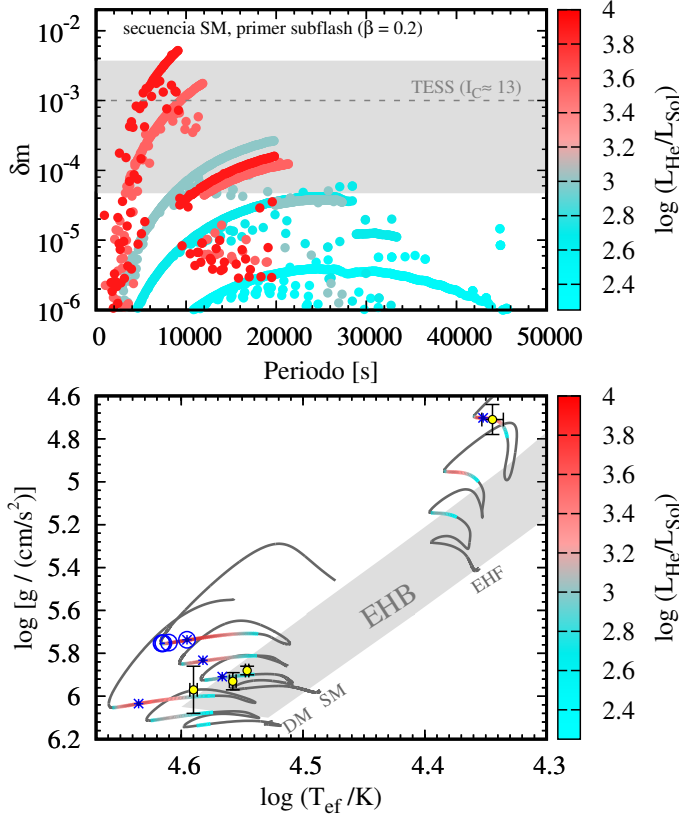 secuencia SM, primer subflash (β = 0.2)
TESS (I_C ≈ 13)
δm
10^-2
10^-3
10^-4
10^-5
10^-6
0 10000 20000 30000 40000 50000
Periodo [s]
4
3.8
3.6
3.4
3.2
3
2.8
2.6
2.4
log (L_He/L_Sol)
log [g / (cm/s^2)]
4.6
4.8
5
5.2
5.4
5.6
5.8
6
6.2
EHB
EHF
DM
SM
4.6 4.5 4.4 4.3
log (T_ef /K)
4
3.8
3.6
3.4
3.2
3
2.8
2.6
2.4
log (L_He/L_Sol)